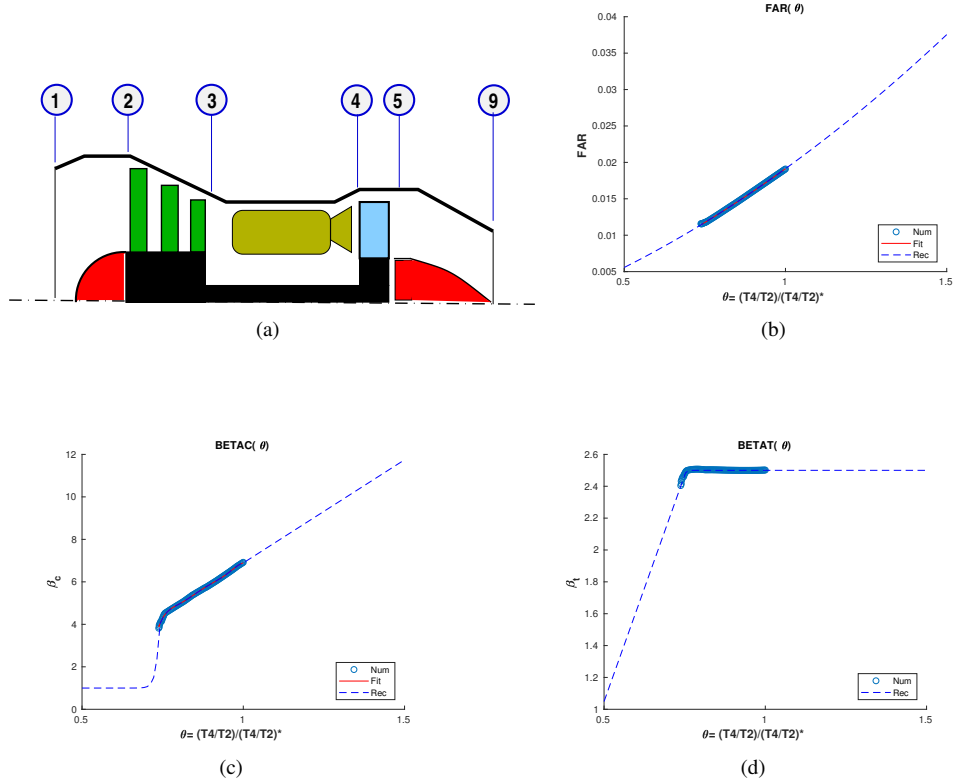 1 2 3 4 5 9
(a)
FAR( θ)
0.04
0.035
0.03
0.025
0.02
0.015
0.01
0.005
FAR
Num
Fit
Rec
0.5 1 1.5
θ= (T4/T2)/(T4/T2)*
(b)
BETAC( θ)
12
10
8
6
4
2
0
βc
Num
Fit
Rec
0.5 1 1.5
θ= (T4/T2)/(T4/T2)*
(c)
BETAT( θ)
2.6
2.4
2.2
2
1.8
1.6
1.4
1.2
1
βt
Num
Rec
0.5 1 1.5
θ= (T4/T2)/(T4/T2)*
(d)